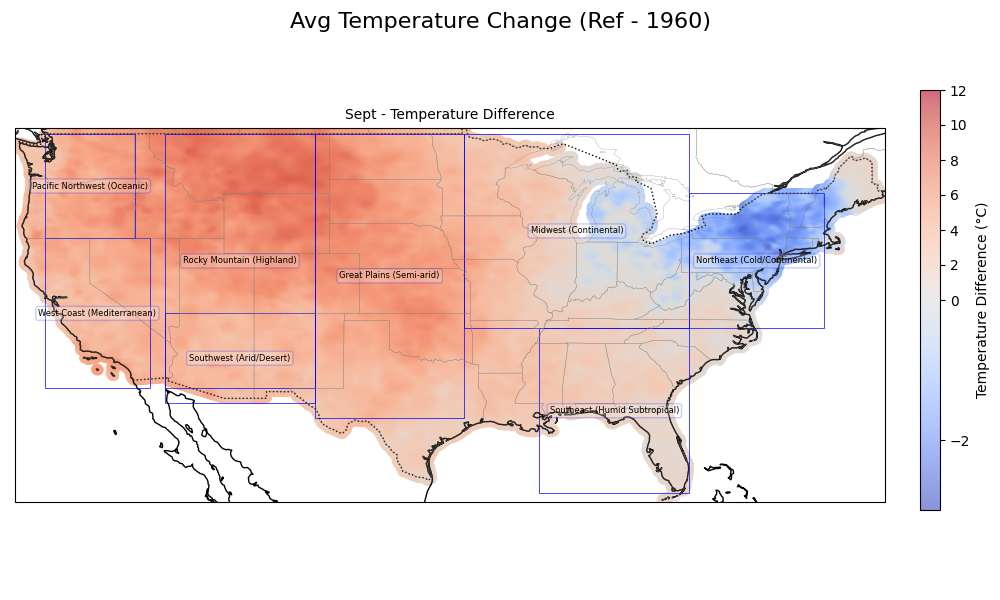 Avg Temperature Change (Ref - 1960)
Sept - Temperature Difference
Pacific Northwest (Oceanic)
Rocky Mountain (Highland)
Great Plains (Semi-arid)
Midwest (Continental)
Northeast (Cold/Continental)
West Coast (Mediterranean)
Southwest (Arid/Desert)
Southeast (Humid Subtropical)
12
10
8
6
4
2
0
−2
Temperature Difference (°C)